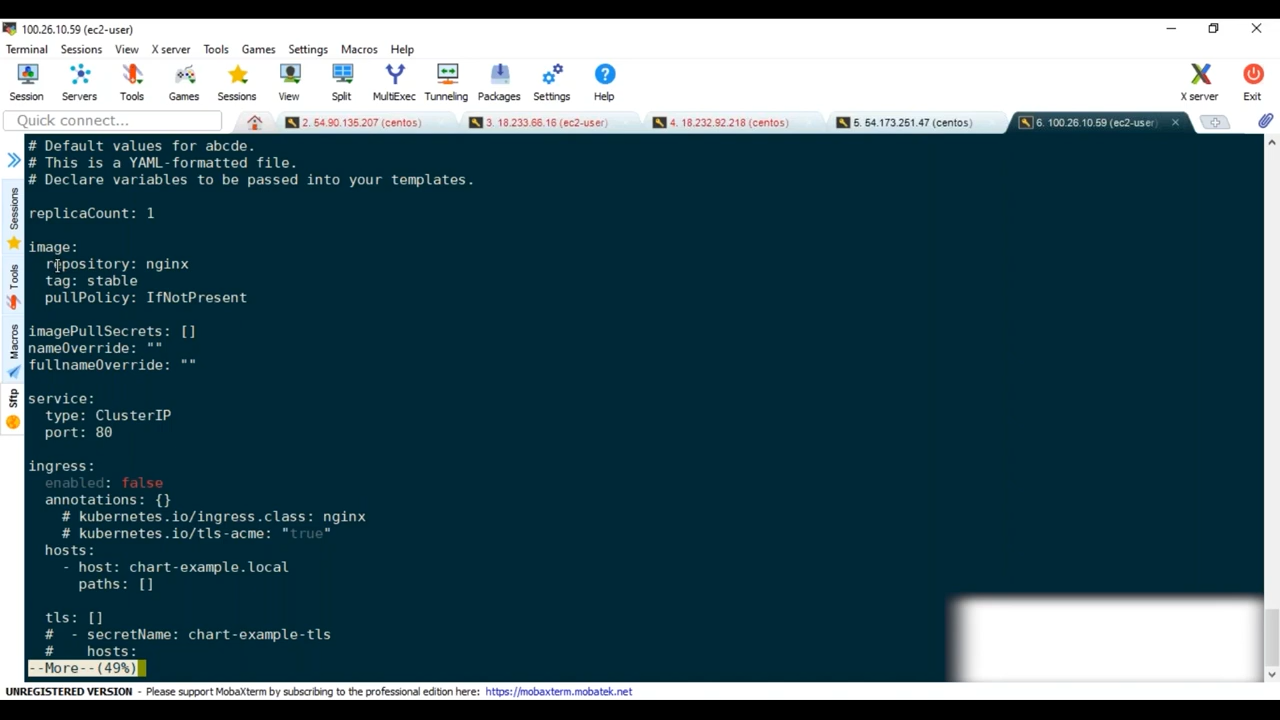 100.26.10.59 (ec2-user)
Terminal Sessions View X server Tools Games Settings Macros Help
Session Servers Tools Games Sessions View Split MultiExec Tunneling Packages Settings Help X server Exit
Quick connect...
2. 54.90.135.207 (centos)
3. 18.233.66.16 (ec2-user)
4. 18.232.92.218 (centos)
5. 54.173.251.47 (centos)
6. 100.26.10.59 (ec2-user)
Sessions
Tools
Macros
Sftp
# Default values for abcde.
# This is a YAML-formatted file.
# Declare variables to be passed into your templates.
replicaCount: 1
image:
repository: nginx
tag: stable
pullPolicy: IfNotPresent
imagePullSecrets: []
nameOverride: ""
fullnameOverride: ""
service:
type: ClusterIP
port: 80
ingress:
enabled: false
annotations: {}
# kubernetes.io/ingress.class: nginx
# kubernetes.io/tls-acme: "true"
hosts:
- host: chart-example.local
paths: []
tls: []
# - secretName: chart-example-tls
# hosts:
--More--(49%)
UNREGISTERED VERSION - Please support MobaXterm by subscribing to the professional edition here: https://mobaxterm.mobatek.net